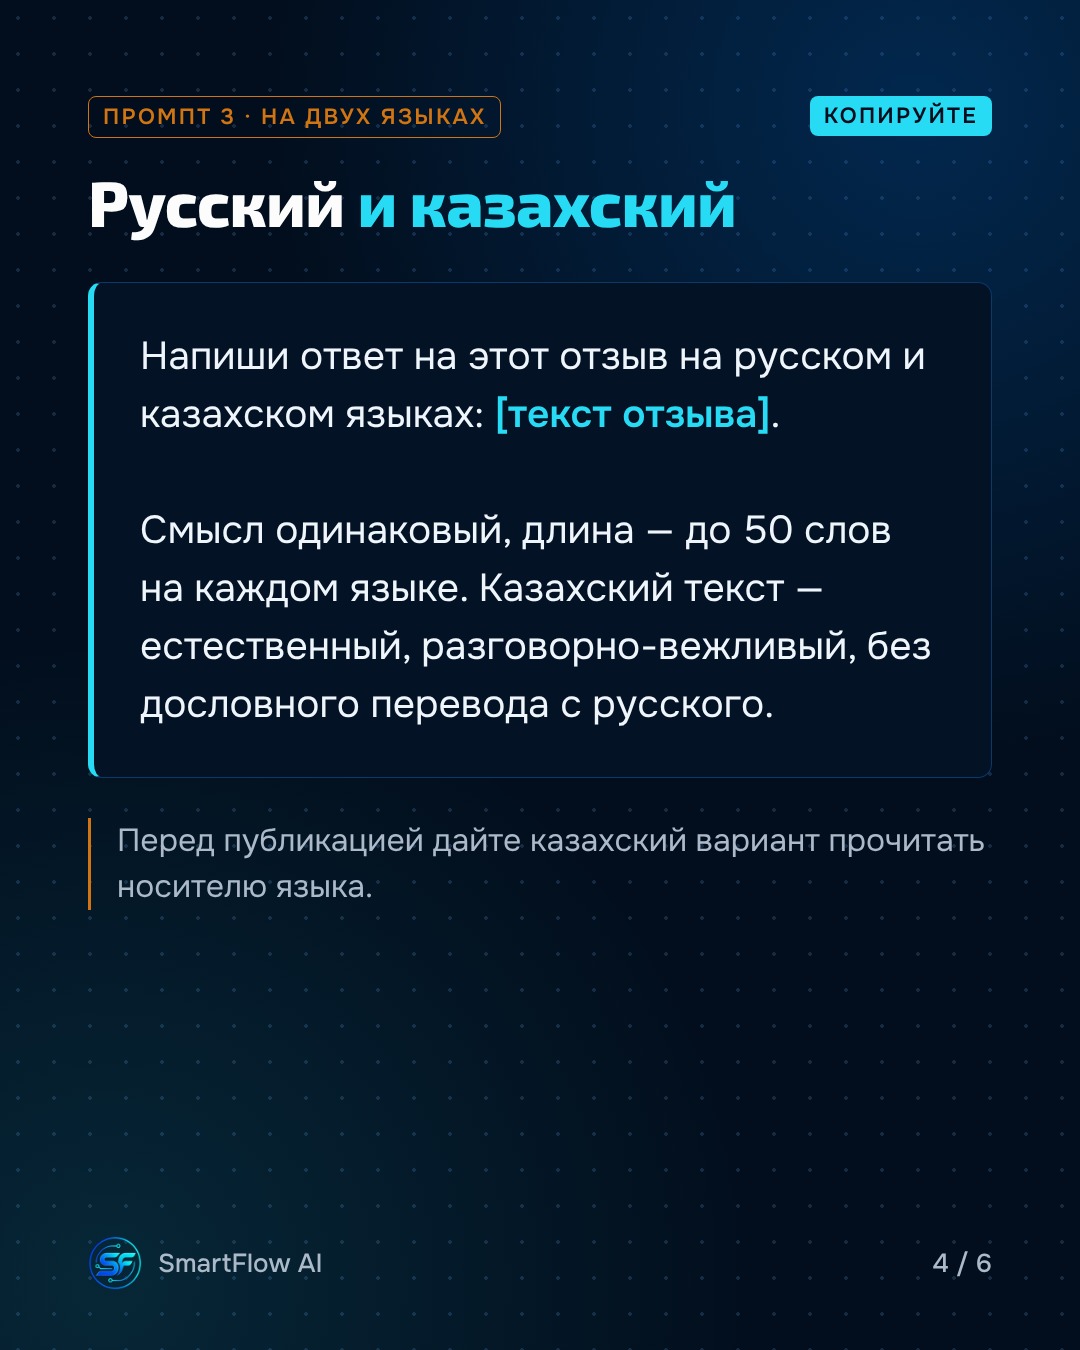 ПРОМПТ 3 · НА ДВУХ ЯЗЫКАХ
КОПИРУЙТЕ
Русский и казахский
Напиши ответ на этот отзыв на русском и
казахском языках: [текст отзыва].
Смысл одинаковый, длина — до 50 слов
на каждом языке. Казахский текст —
естественный, разговорно-вежливый, без
дословного перевода с русского.
Перед публикацией дайте казахский вариант прочитать
носителю языка.
SF
SmartFlow AI
4 / 6